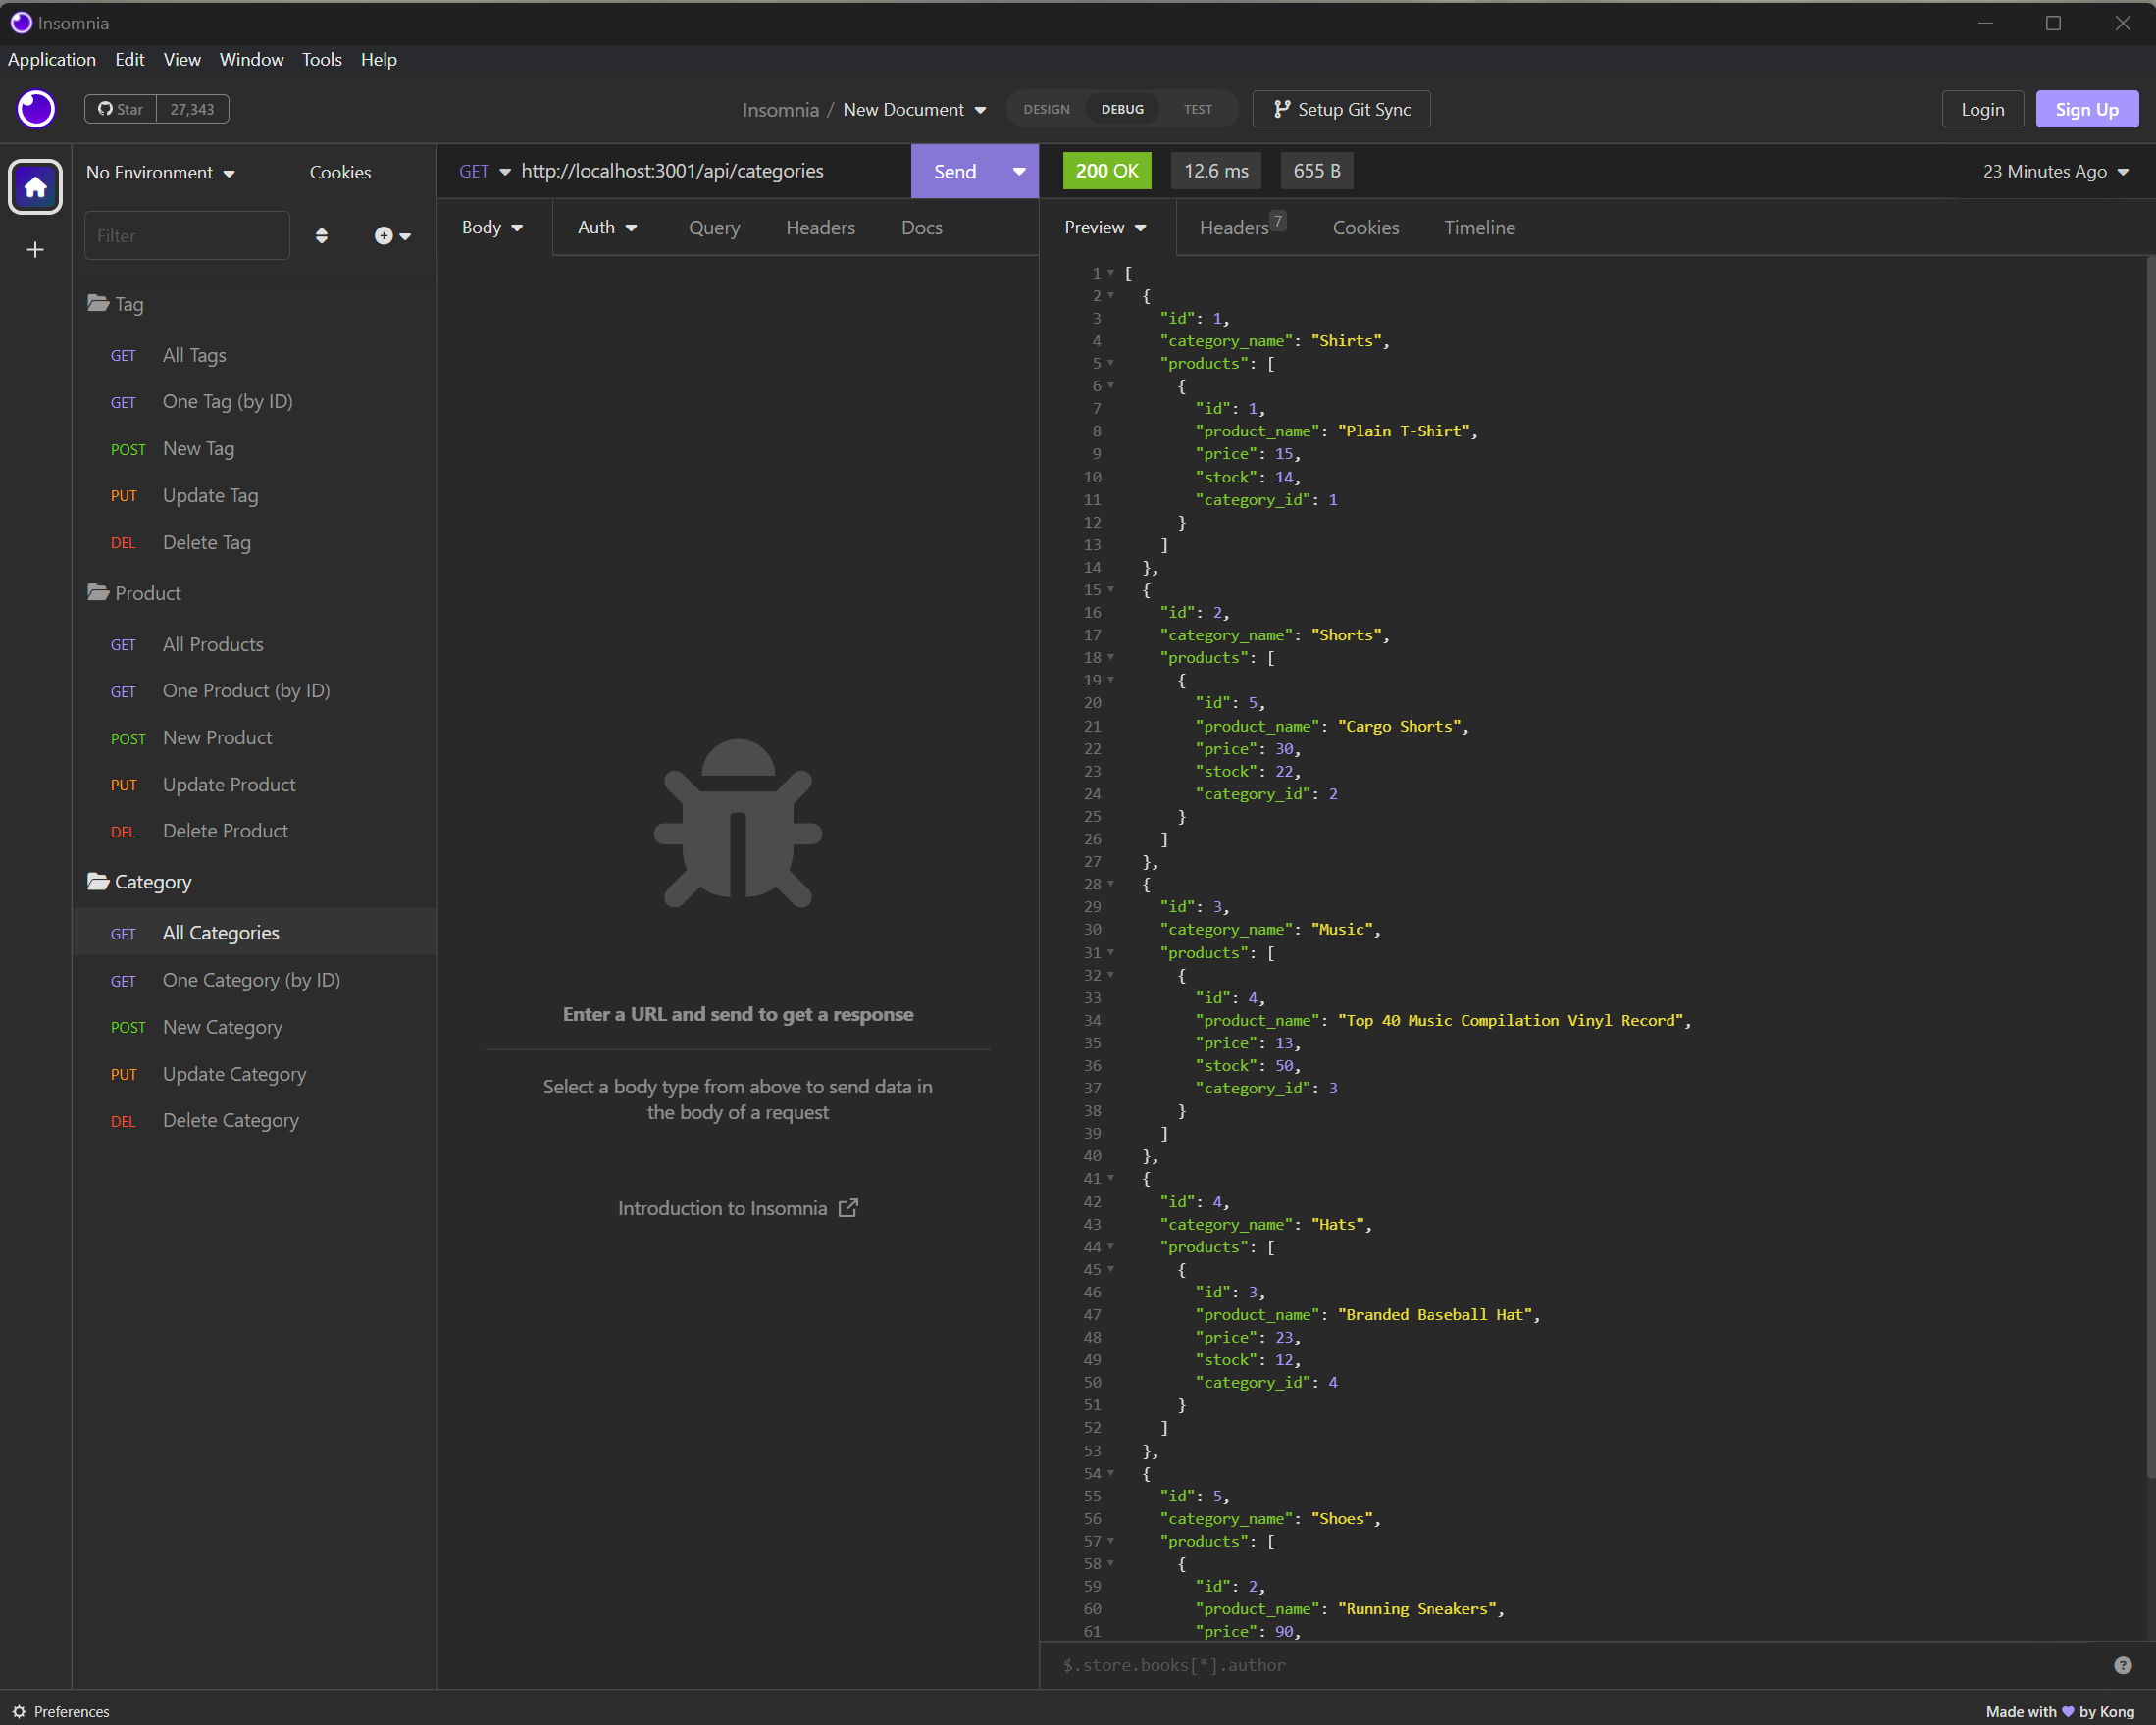 Insomnia
Application Edit View Window Tools Help
Star 27,343
Insomnia / New Document
DESIGN DEBUG TEST
Setup Git Sync
Login
Sign Up
No Environment
Cookies
Filter
Tag
GET All Tags
GET One Tag (by ID)
POST New Tag
PUT Update Tag
DEL Delete Tag
Product
GET All Products
GET One Product (by ID)
POST New Product
PUT Update Product
DEL Delete Product
Category
GET All Categories
GET One Category (by ID)
POST New Category
PUT Update Category
DEL Delete Category
GET http://localhost:3001/api/categories
Send
Body Auth Query Headers Docs
Enter a URL and send to get a response
Select a body type from above to send data in
the body of a request
Introduction to Insomnia
200 OK 12.6 ms 655 B
23 Minutes Ago
Preview Headers 7 Cookies Timeline
1 [
2 {
3 "id": 1,
4 "category_name": "Shirts",
5 "products": [
6 {
7 "id": 1,
8 "product_name": "Plain T-Shirt",
9 "price": 15,
10 "stock": 14,
11 "category_id": 1
12 }
13 ]
14 },
15 {
16 "id": 2,
17 "category_name": "Shorts",
18 "products": [
19 {
20 "id": 5,
21 "product_name": "Cargo Shorts",
22 "price": 30,
23 "stock": 22,
24 "category_id": 2
25 }
26 ]
27 },
28 {
29 "id": 3,
30 "category_name": "Music",
31 "products": [
32 {
33 "id": 4,
34 "product_name": "Top 40 Music Compilation Vinyl Record",
35 "price": 13,
36 "stock": 50,
37 "category_id": 3
38 }
39 ]
40 },
41 {
42 "id": 4,
43 "category_name": "Hats",
44 "products": [
45 {
46 "id": 3,
47 "product_name": "Branded Baseball Hat",
48 "price": 23,
49 "stock": 12,
50 "category_id": 4
51 }
52 ]
53 },
54 {
55 "id": 5,
56 "category_name": "Shoes",
57 "products": [
58 {
59 "id": 2,
60 "product_name": "Running Sneakers",
61 "price": 90,
$.store.books[*].author
Preferences
Made with 💜 by Kong